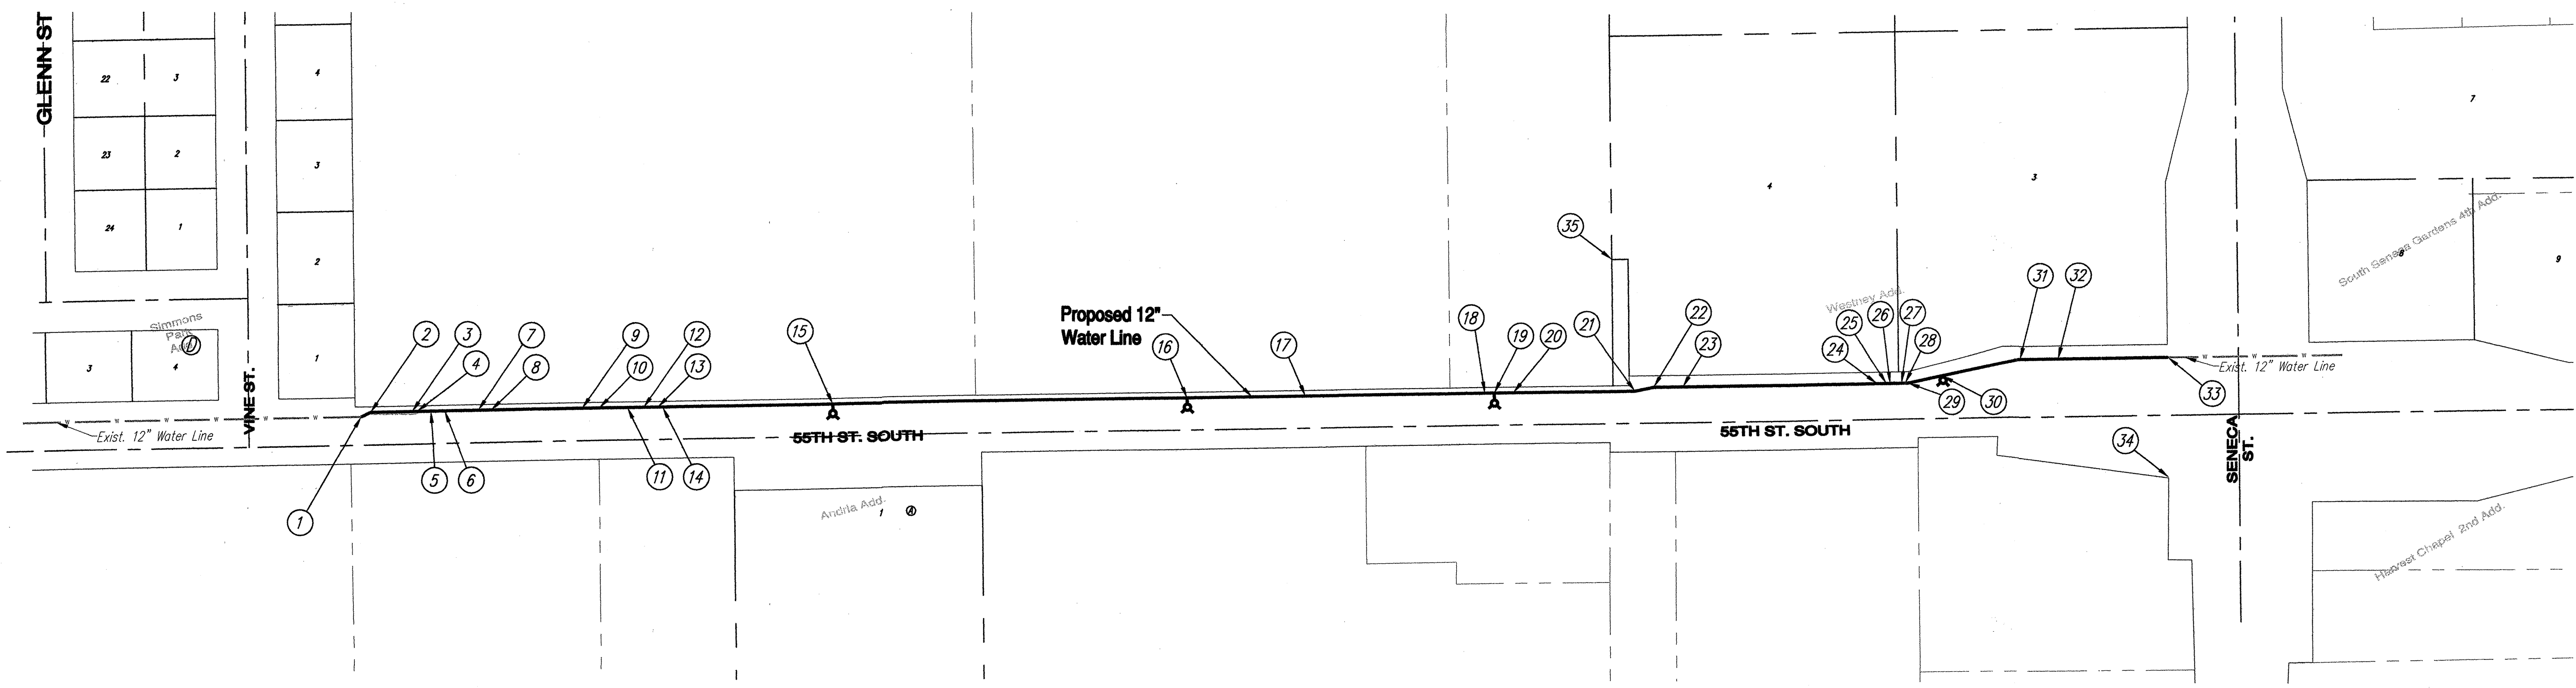 GLENN ST
22
3
23
2
24
1
4
3
2
1
Simmons
Park
Add.
D
3
4
VINE ST.
Exist. 12" Water Line
1
2
3
4
5
6
7
8
9
10
11
12
13
14
15
16
Proposed 12"
Water Line
17
18
19
20
21
22
23
24
25
26
27
28
29
30
31
32
33
34
35
55TH ST. SOUTH
55TH ST. SOUTH
Andria Add.
1
A
4
3
Westney Add.
W
W
W
W
W
W
W
W
W
Exist. 12" Water Line
SENECA
ST.
7
8
9
South Seneca Gardens 4th Add.
Harvest Chapel 2nd Add.